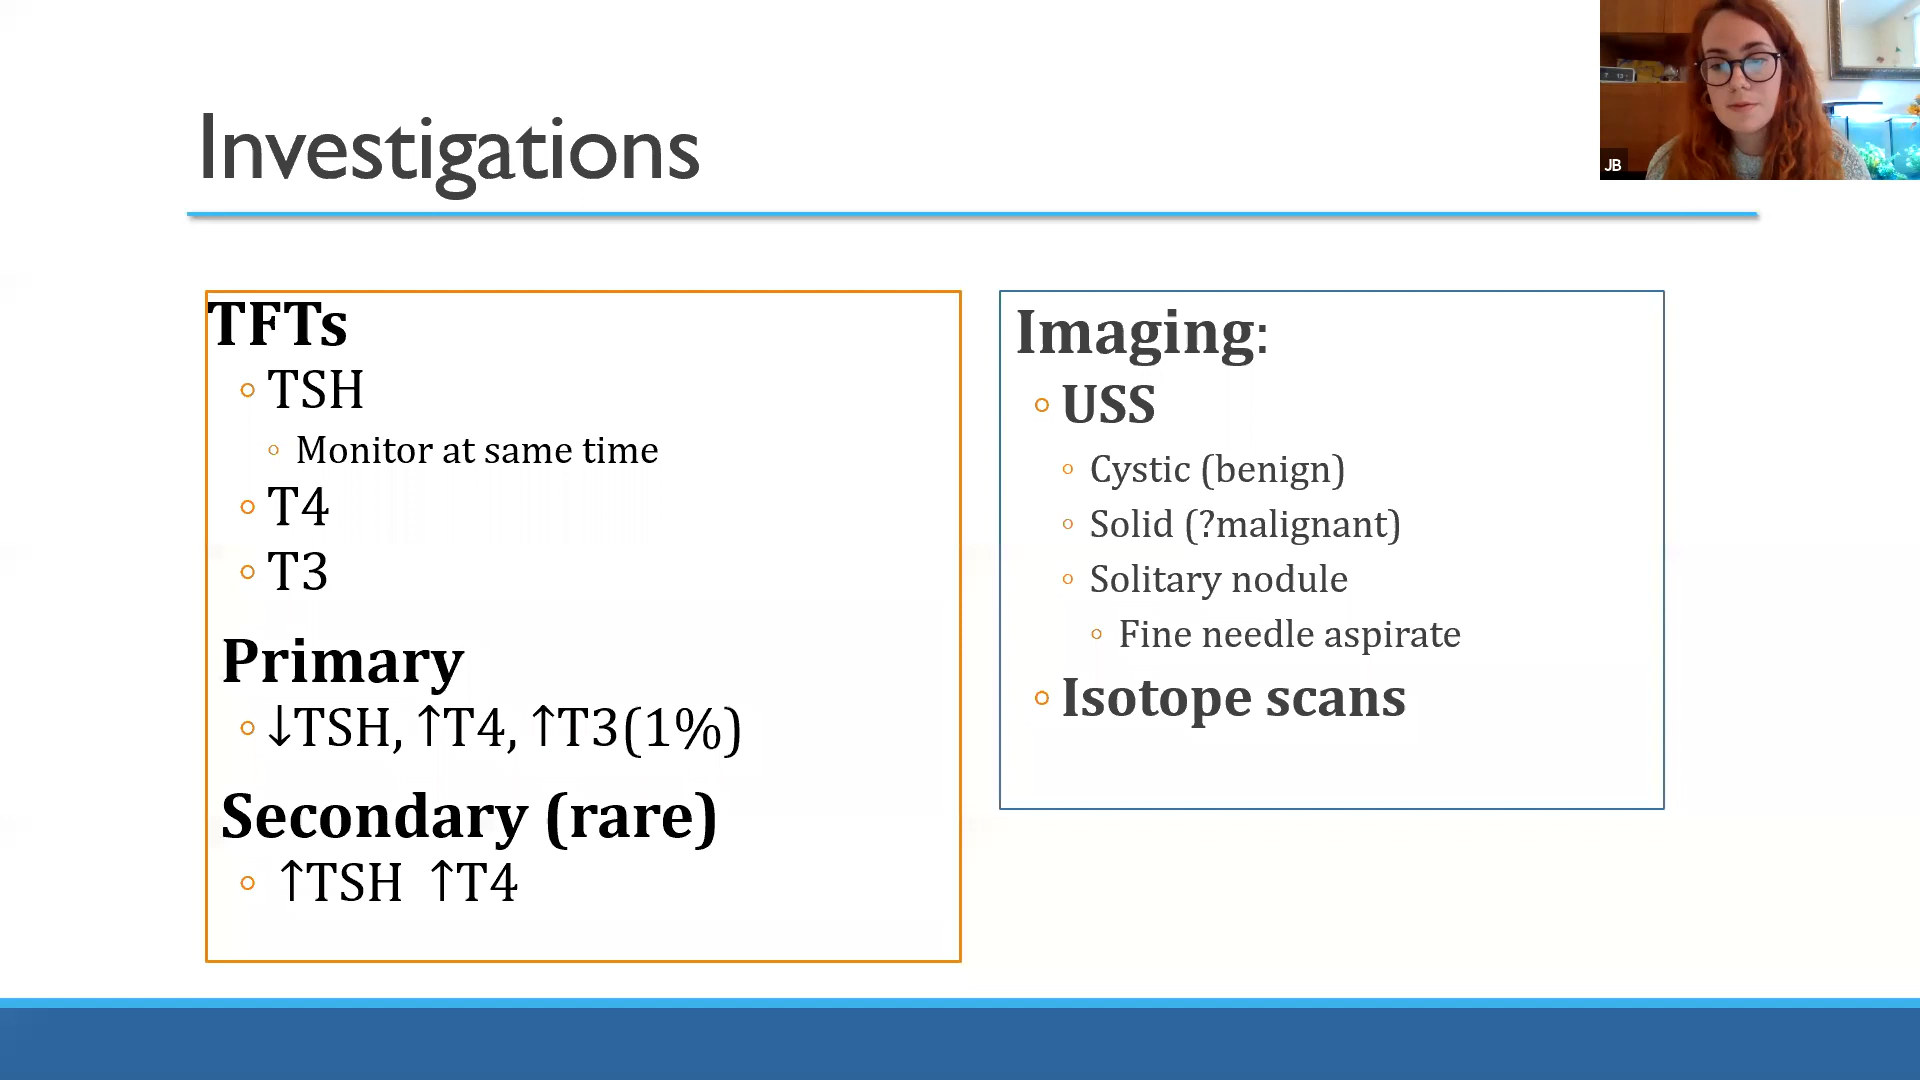 Investigations
JB
TFTs
TSH
Monitor at same time
T4
T3
Primary
↓TSH, ↑T4, ↑T3(1%)
Secondary (rare)
↑TSH ↑T4
Imaging:
USS
Cystic (benign)
Solid (?malignant)
Solitary nodule
Fine needle aspirate
Isotope scans